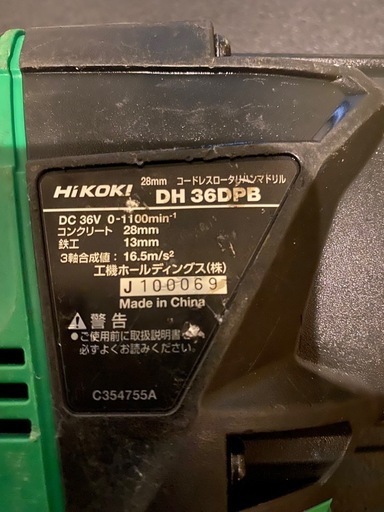 28mm コードレスロータリハンマドリル
HiKOKI DH 36DPB
DC 36V 0-1100min⁻¹
コンクリート 28mm
鉄工 13mm
3軸合成値: 16.5m/s²
工機ホールディングス(株)
J 100069
Made in China
⚠警告
●ご使用前に取扱説明書を
必ずよくお読みください。
C354755A